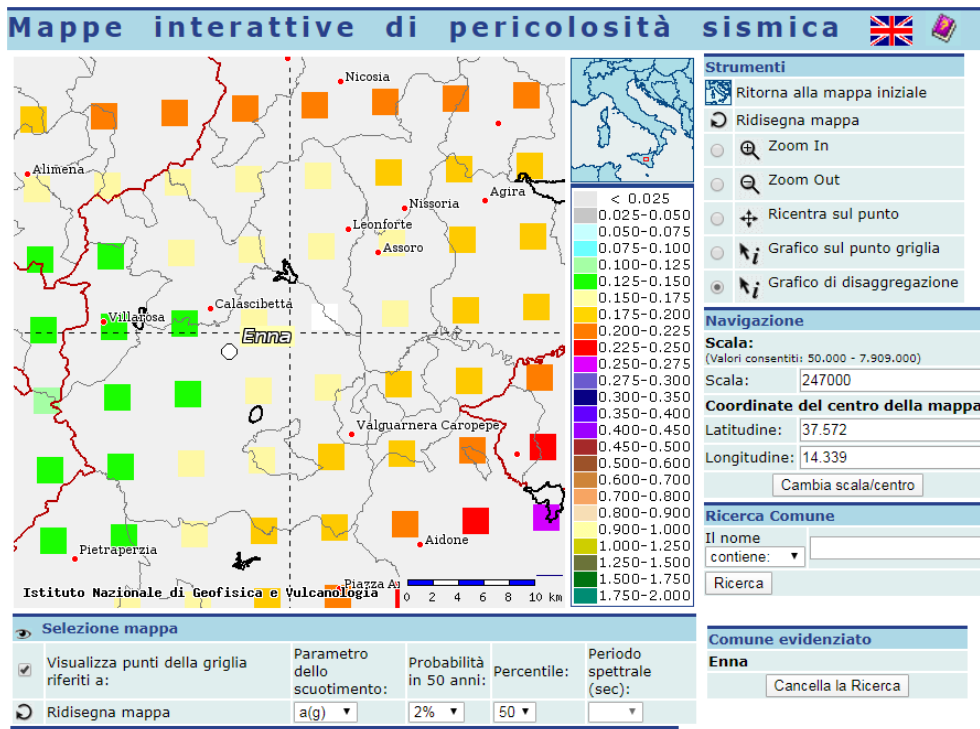 Mappe interattive di pericolosità sismica
Nicosia
Alimena
Agira
Nissoria
Leonforte
Assoro
Calascibetta
Villarosa
Enna
Valguarnera Caropepe
Aidone
Pietraperzia
Piazza
Istituto Nazionale di Geofisica e Vulcanologia
0 2 4 6 8 10 km
< 0.025
0.025-0.050
0.050-0.075
0.075-0.100
0.100-0.125
0.125-0.150
0.150-0.175
0.175-0.200
0.200-0.225
0.225-0.250
0.250-0.275
0.275-0.300
0.300-0.350
0.350-0.400
0.400-0.450
0.450-0.500
0.500-0.600
0.600-0.700
0.700-0.800
0.800-0.900
0.900-1.000
1.000-1.250
1.250-1.500
1.500-1.750
1.750-2.000
Strumenti
Ritorna alla mappa iniziale
Ridisegna mappa
Zoom In
Zoom Out
Ricentra sul punto
Grafico sul punto griglia
Grafico di disaggregazione
Navigazione
Scala:
(Valori consentiti: 50.000 - 7.909.000)
Scala: 247000
Coordinate del centro della mappa
Latitudine: 37.572
Longitudine: 14.339
Cambia scala/centro
Ricerca Comune
Il nome
contiene:
Ricerca
Comune evidenziato
Enna
Cancella la Ricerca
Selezione mappa
Visualizza punti della griglia
riferiti a:
Parametro
dello
scuotimento:
Probabilità
in 50 anni:
Percentile:
Periodo
spettrale
(sec):
Ridisegna mappa
a(g)
2%
50